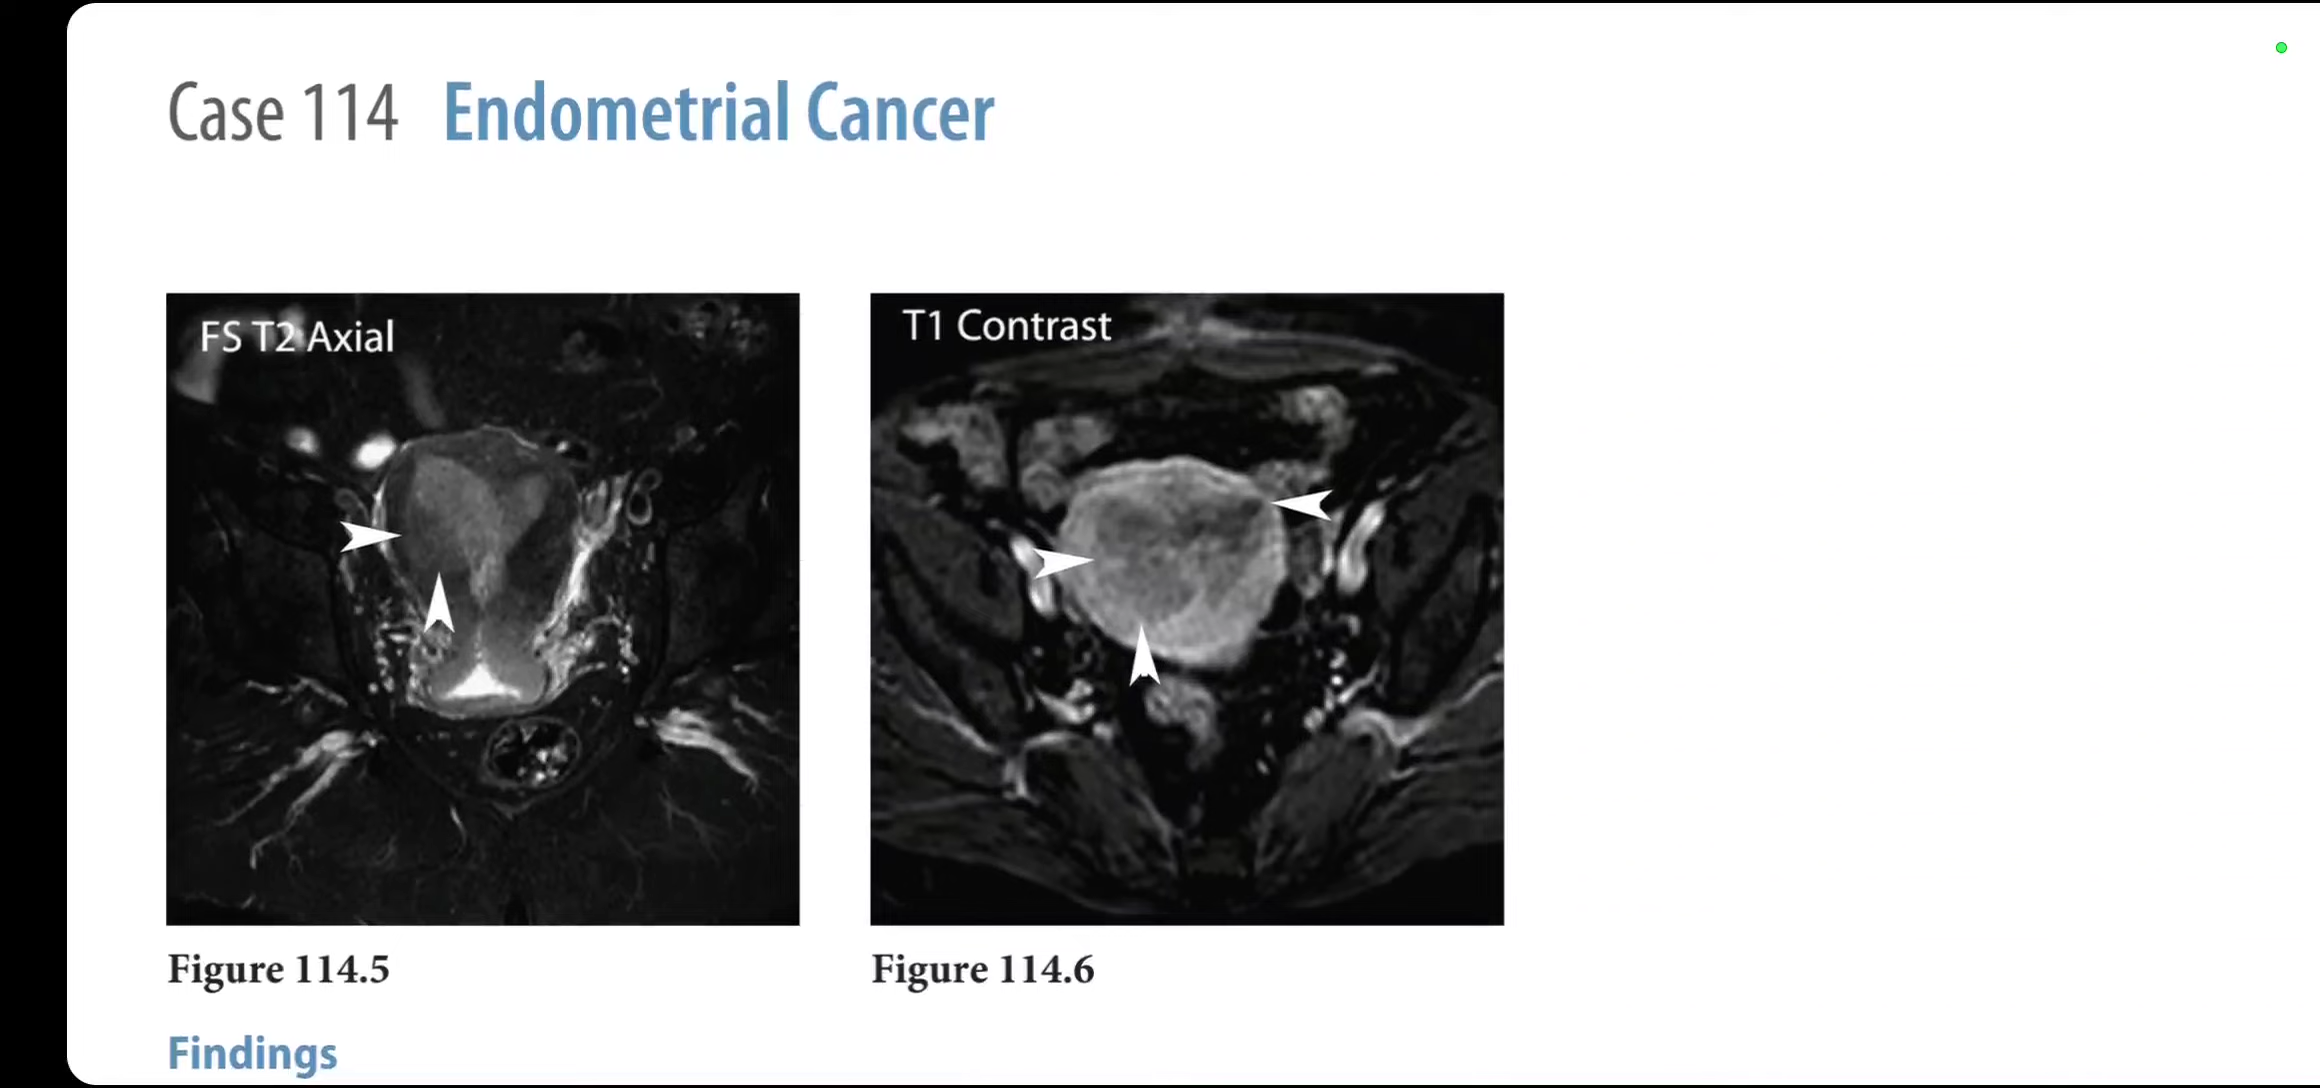 Case 114 Endometrial Cancer
FS T2 Axial
T1 Contrast
Figure 114.5
Figure 114.6
Findings